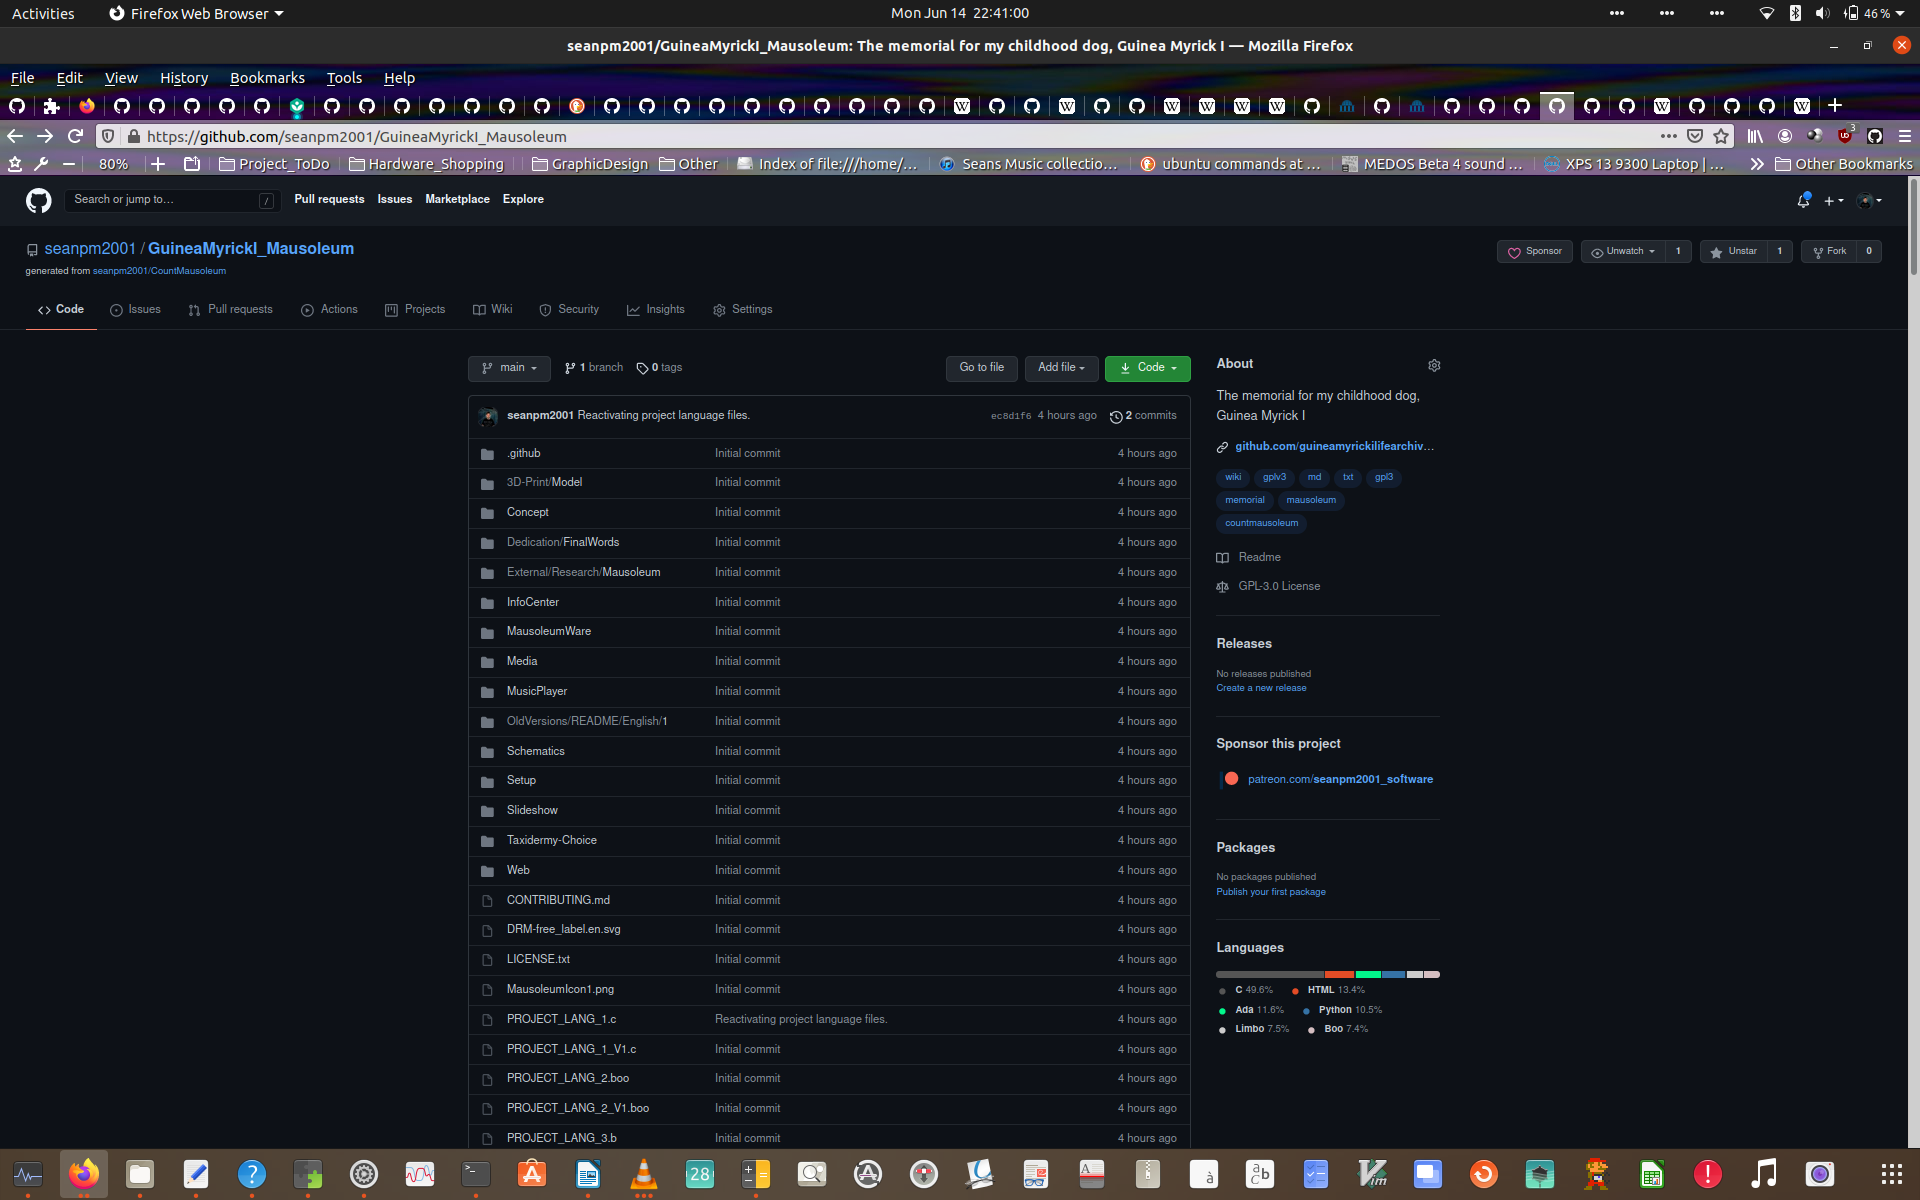 Activities
Firefox Web Browser
Mon Jun 14 22:41:00
46 %
seanpm2001/GuineaMyrickI_Mausoleum: The memorial for my childhood dog, Guinea Myrick I — Mozilla Firefox
File Edit View History Bookmarks Tools Help
https://github.com/seanpm2001/GuineaMyrickI_Mausoleum
3
80% Project_ToDo Hardware_Shopping GraphicDesign Other Index of file:///home/… Seans Music collectio… ubuntu commands at … MEDOS Beta 4 sound … XPS 13 9300 Laptop | … Other Bookmarks
Search or jump to… / Pull requests Issues Marketplace Explore
seanpm2001 / GuineaMyrickI_Mausoleum
Sponsor Unwatch 1 Unstar 1 Fork 0
generated from seanpm2001/CountMausoleum
Code Issues Pull requests Actions Projects Wiki Security Insights Settings
main 1 branch 0 tags Go to file Add file Code
seanpm2001 Reactivating project language files. ec8d1f6 4 hours ago 2 commits
.github Initial commit 4 hours ago
3D-Print/Model Initial commit 4 hours ago
Concept Initial commit 4 hours ago
Dedication/FinalWords Initial commit 4 hours ago
External/Research/Mausoleum Initial commit 4 hours ago
InfoCenter Initial commit 4 hours ago
MausoleumWare Initial commit 4 hours ago
Media Initial commit 4 hours ago
MusicPlayer Initial commit 4 hours ago
OldVersions/README/English/1 Initial commit 4 hours ago
Schematics Initial commit 4 hours ago
Setup Initial commit 4 hours ago
Slideshow Initial commit 4 hours ago
Taxidermy-Choice Initial commit 4 hours ago
Web Initial commit 4 hours ago
CONTRIBUTING.md Initial commit 4 hours ago
DRM-free_label.en.svg Initial commit 4 hours ago
LICENSE.txt Initial commit 4 hours ago
MausoleumIcon1.png Initial commit 4 hours ago
PROJECT_LANG_1.c Reactivating project language files. 4 hours ago
PROJECT_LANG_1_V1.c Initial commit 4 hours ago
PROJECT_LANG_2.boo Initial commit 4 hours ago
PROJECT_LANG_2_V1.boo Initial commit 4 hours ago
PROJECT_LANG_3.b Initial commit 4 hours ago
About
The memorial for my childhood dog,
Guinea Myrick I
github.com/guineamyrickilifearchiv…
wiki gplv3 md txt gpl3
memorial mausoleum
countmausoleum
Readme
GPL-3.0 License
Releases
No releases published
Create a new release
Sponsor this project
patreon.com/seanpm2001_software
Packages
No packages published
Publish your first package
Languages
C 49.6% HTML 13.4%
Ada 11.6% Python 10.5%
Limbo 7.5% Boo 7.4%
28